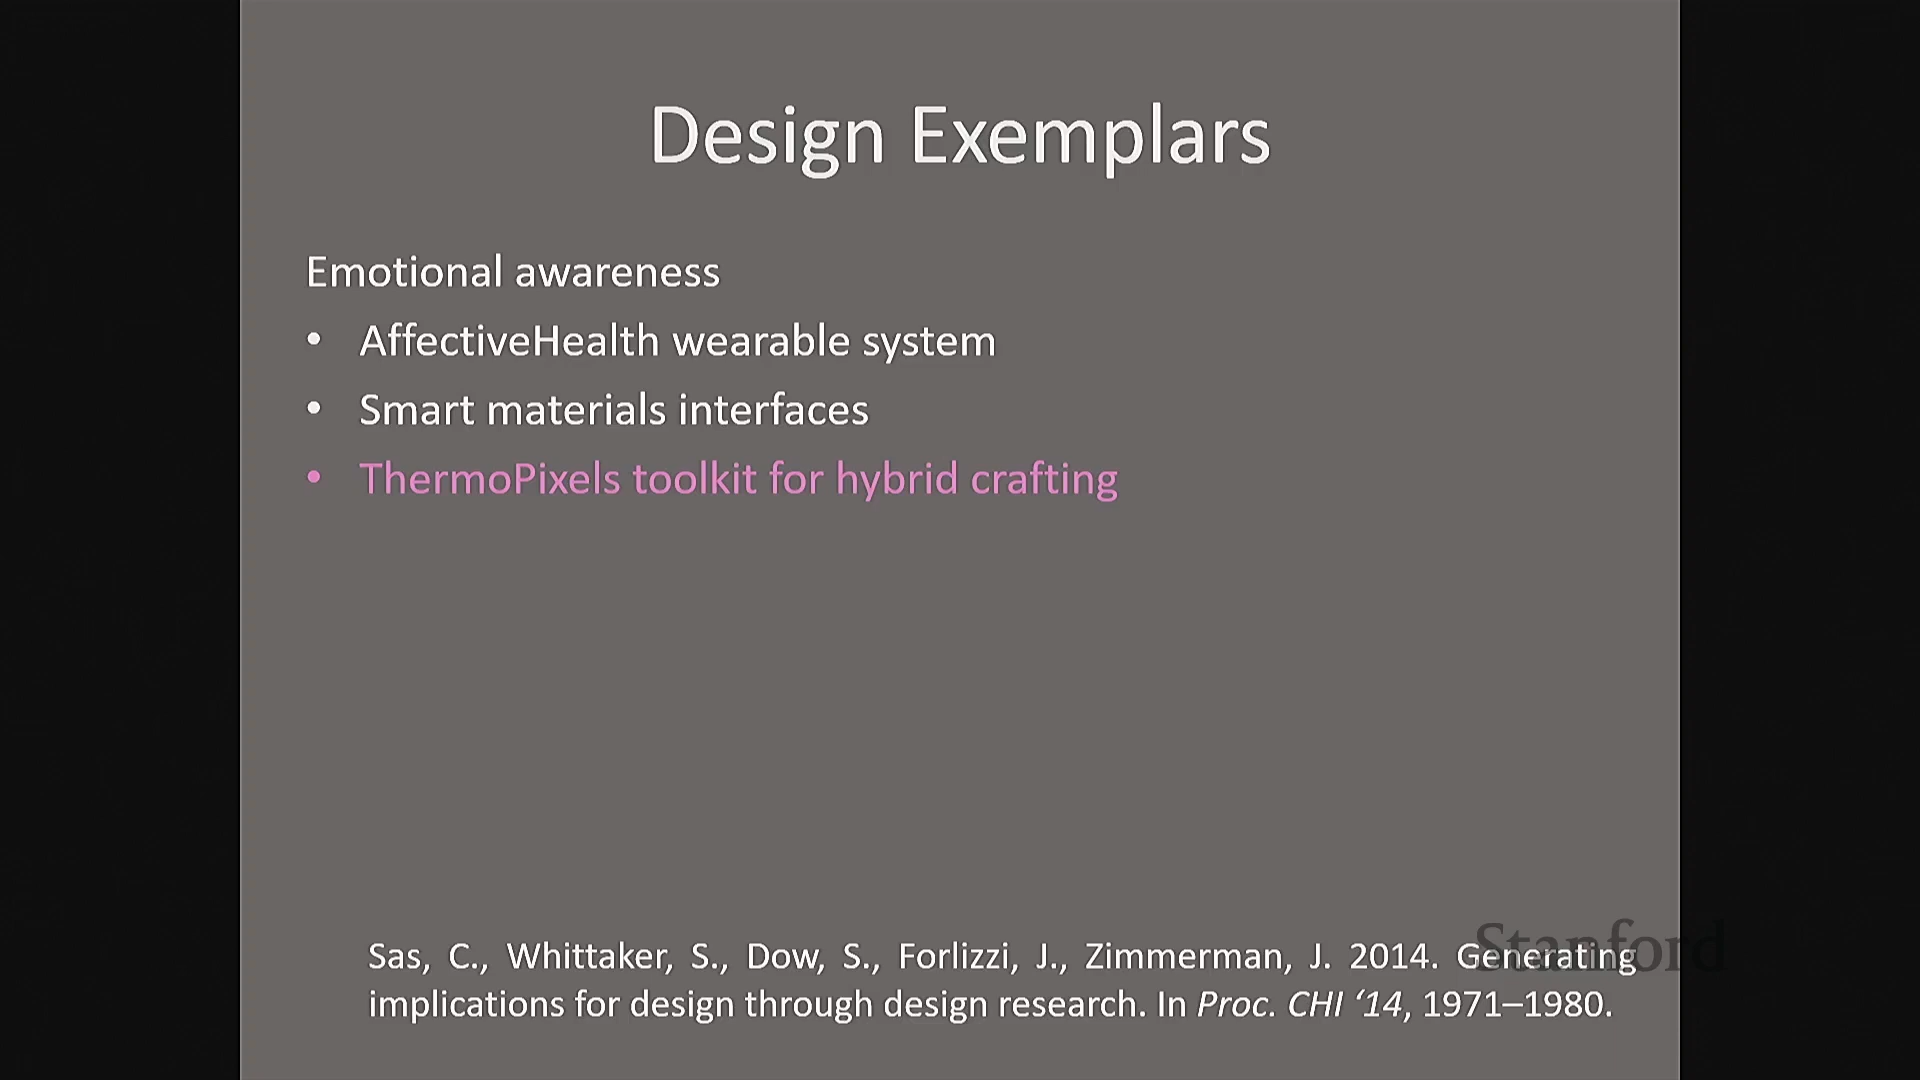 Design Exemplars
Emotional awareness
• AffectiveHealth wearable system
• Smart materials interfaces
• ThermoPixels toolkit for hybrid crafting
Sas, C., Whittaker, S., Dow, S., Forlizzi, J., Zimmerman, J. 2014. Generating
implications for design through design research. In Proc. CHI ‘14, 1971–1980.
Stanford